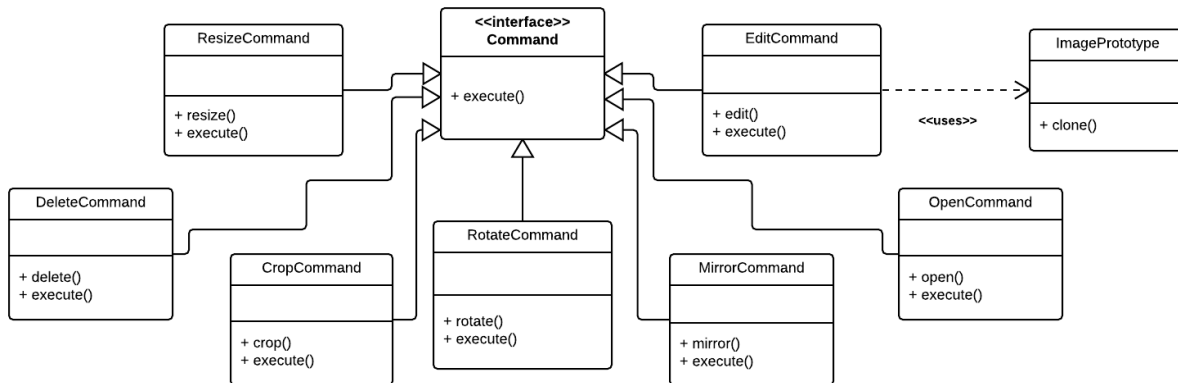 ResizeCommand
+ resize()
+ execute()
<<interface>>
Command
+ execute()
EditCommand
+ edit()
+ execute()
<<uses>>
ImagePrototype
+ clone()
DeleteCommand
+ delete()
+ execute()
CropCommand
+ crop()
+ execute()
RotateCommand
+ rotate()
+ execute()
MirrorCommand
+ mirror()
+ execute()
OpenCommand
+ open()
+ execute()